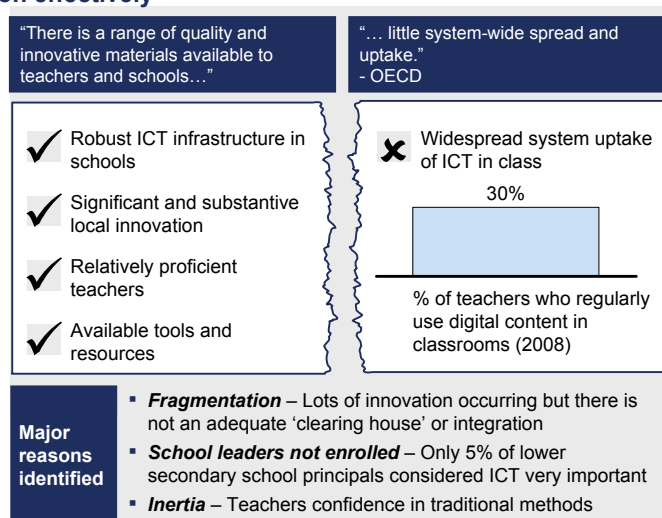 “There is a range of quality and
innovative materials available to
teachers and schools…”
“… little system-wide spread and
uptake.”
- OECD
Robust ICT infrastructure in
schools
Significant and substantive
local innovation
Relatively proficient
teachers
Available tools and
resources
Widespread system uptake
of ICT in class
30%
% of teachers who regularly
use digital content in
classrooms (2008)
Major
reasons
identified
▪ Fragmentation – Lots of innovation occurring but there is
not an adequate ‘clearing house’ or integration
▪ School leaders not enrolled – Only 5% of lower
secondary school principals considered ICT very important
▪ Inertia – Teachers confidence in traditional methods